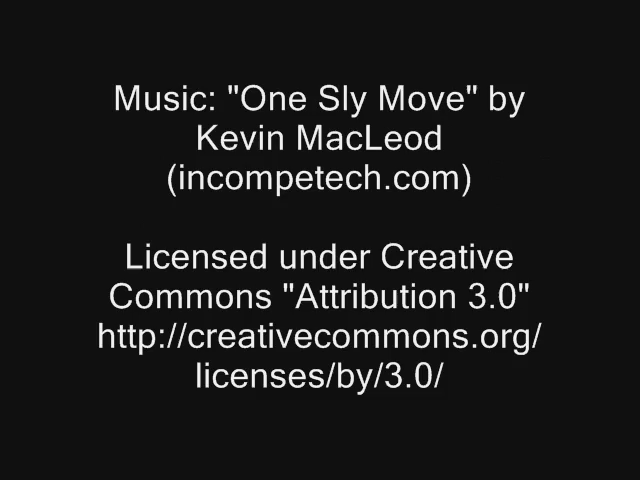 Music: "One Sly Move" by
Kevin MacLeod
(incompetech.com)
Licensed under Creative
Commons "Attribution 3.0"
http://creativecommons.org/
licenses/by/3.0/